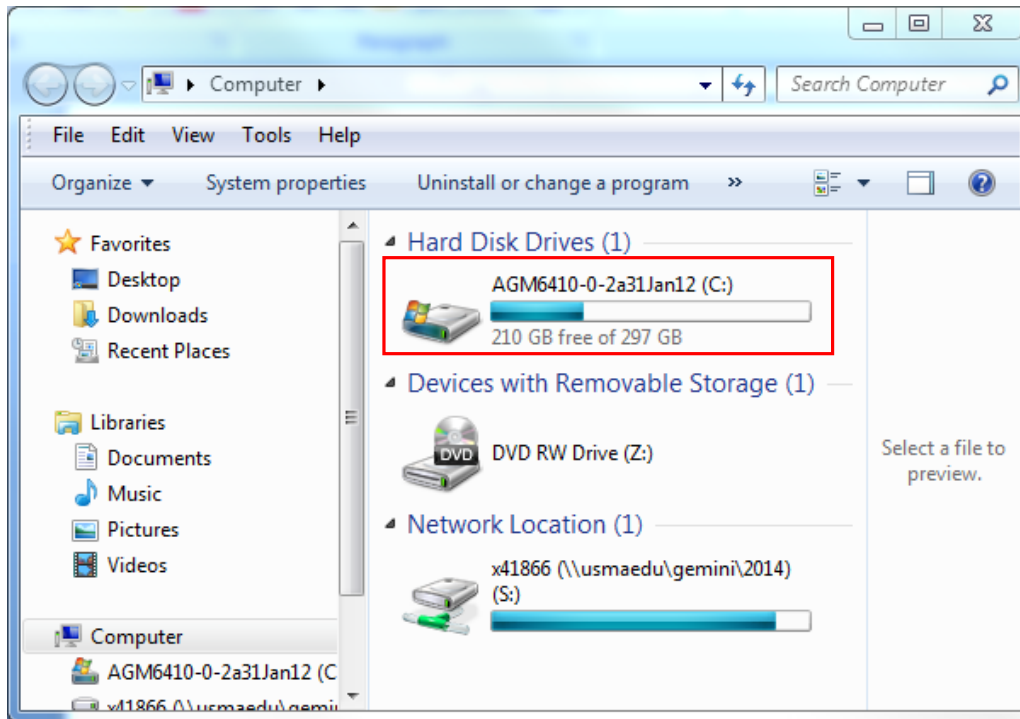 Computer
Search Computer
File Edit View Tools Help
Organize System properties Uninstall or change a program »
Favorites
Desktop
Downloads
Recent Places
Libraries
Documents
Music
Pictures
Videos
Computer
AGM6410-0-2a31Jan12 (C
x41866 (\\usmaedu\gemi
Hard Disk Drives (1)
AGM6410-0-2a31Jan12 (C:)
210 GB free of 297 GB
Devices with Removable Storage (1)
DVD
DVD RW Drive (Z:)
Network Location (1)
x41866 (\\usmaedu\gemini\2014)
(S:)
Select a file to
preview.